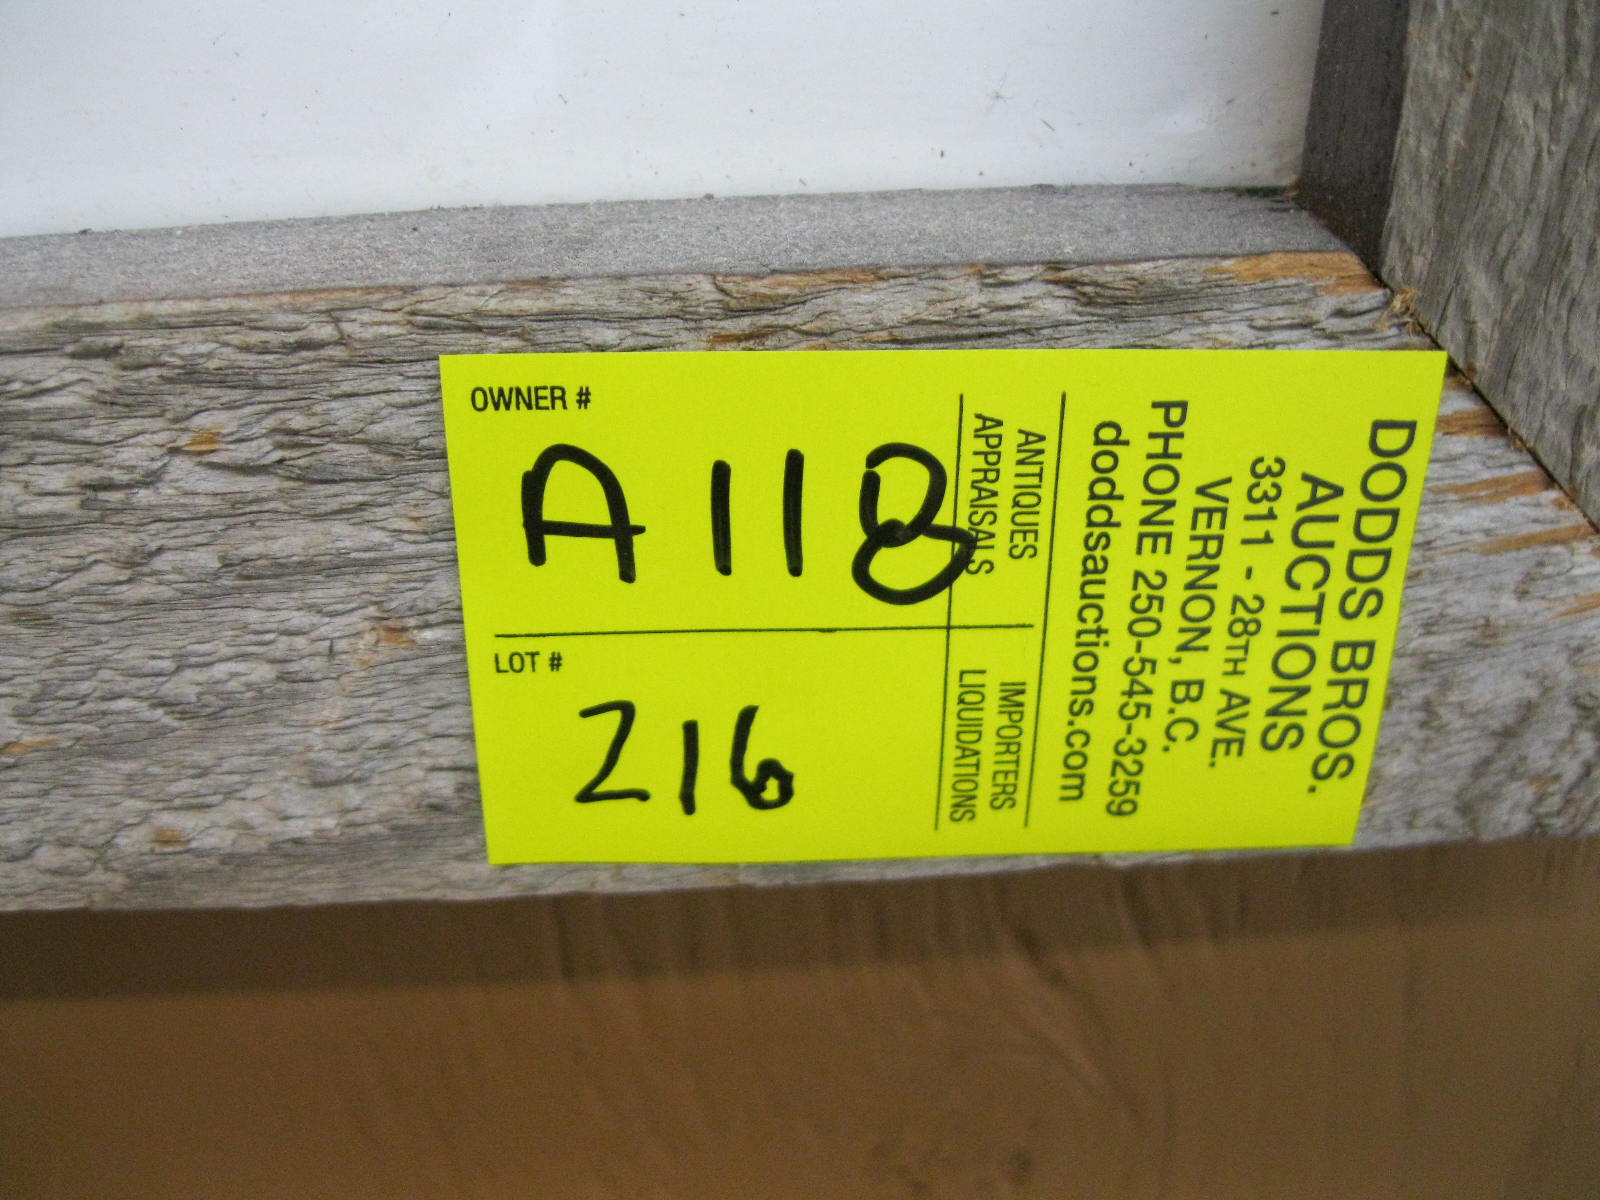 OWNER #
A 118
LOT #
216
DODDS BROS.
AUCTIONS
3311 - 28TH AVE.
VERNON, B.C.
PHONE 250-545-3259
doddsauctions.com
ANTIQUES IMPORTERS
APPRAISALS LIQUIDATIONS